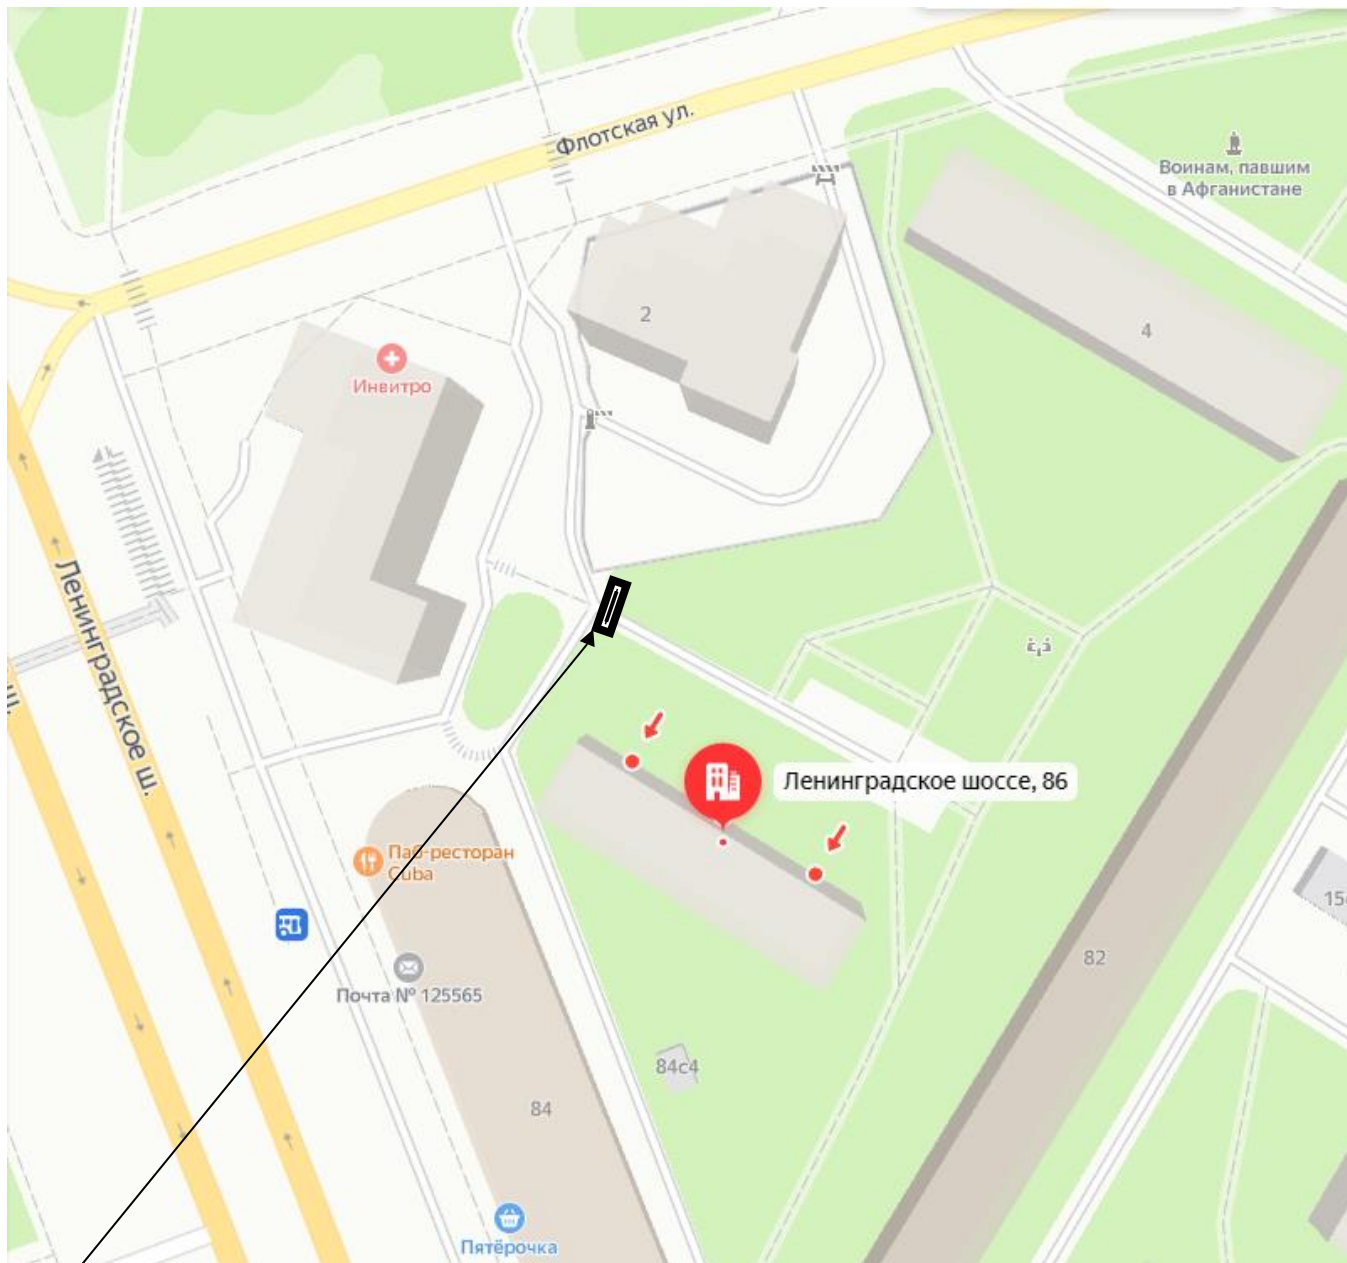 Флотская ул.
Воинам, павшим
в Афганистане
2
4
Инвитро
Ленинградское ш.
ш.
Ленинградское шоссе, 86
Паб-ресторан
Cuba
15
82
Почта № 125565
84с4
84
Пятёрочка